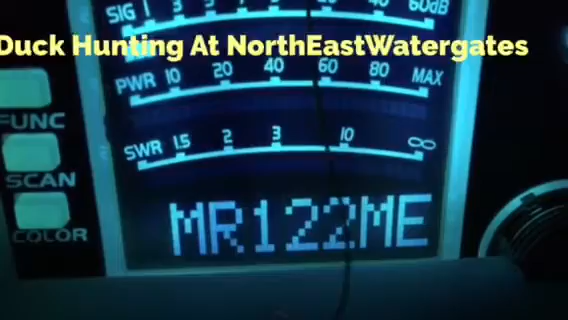 SIG 1 3 5 7 9 20 40 60dB
Duck Hunting At NorthEastWatergates
PWR 10 20 40 60 80 MAX
FUNC
SWR 1.5 2 3 10 ∞
SCAN
MR122ME
COLOR